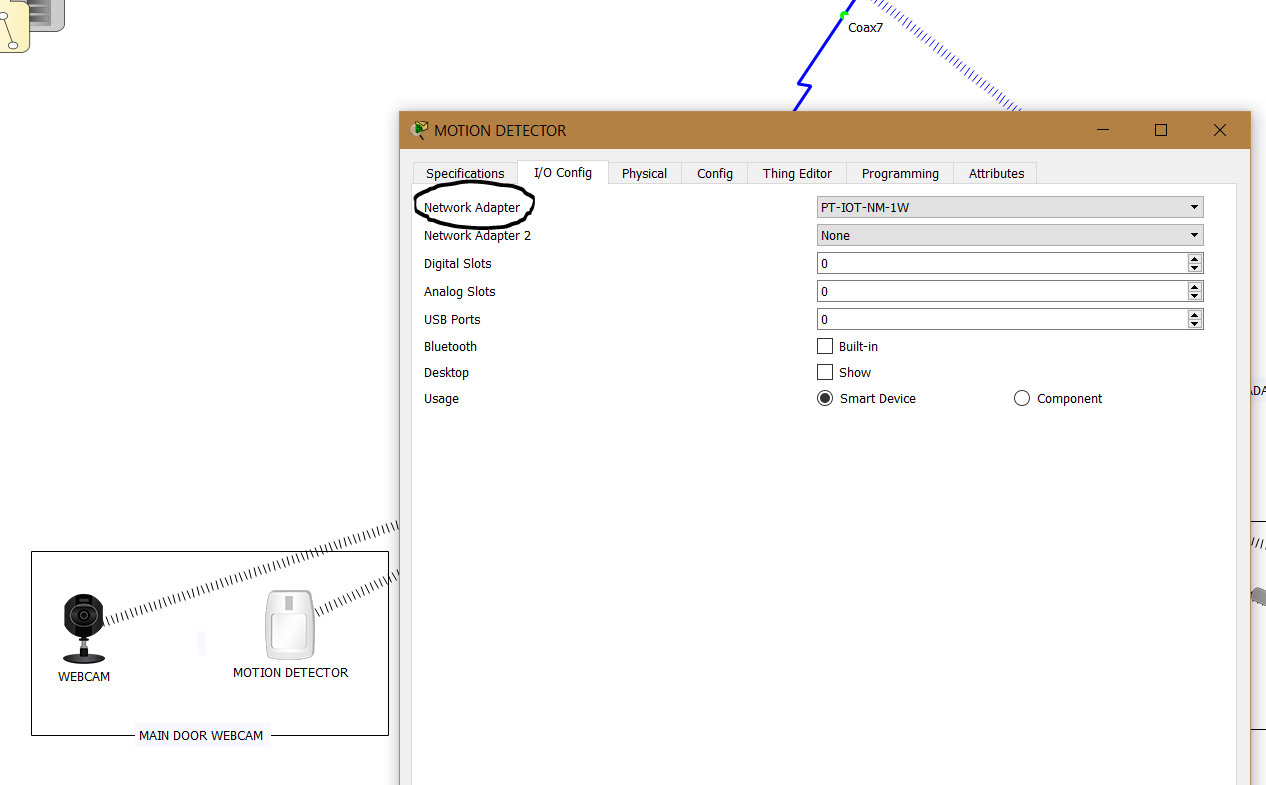 Coax7
MOTION DETECTOR
Specifications I/O Config Physical Config Thing Editor Programming Attributes
Network Adapter PT-IOT-NM-1W
Network Adapter 2 None
Digital Slots 0
Analog Slots 0
USB Ports 0
Bluetooth Built-in
Desktop Show
Usage Smart Device Component
WEBCAM
MOTION DETECTOR
MAIN DOOR WEBCAM